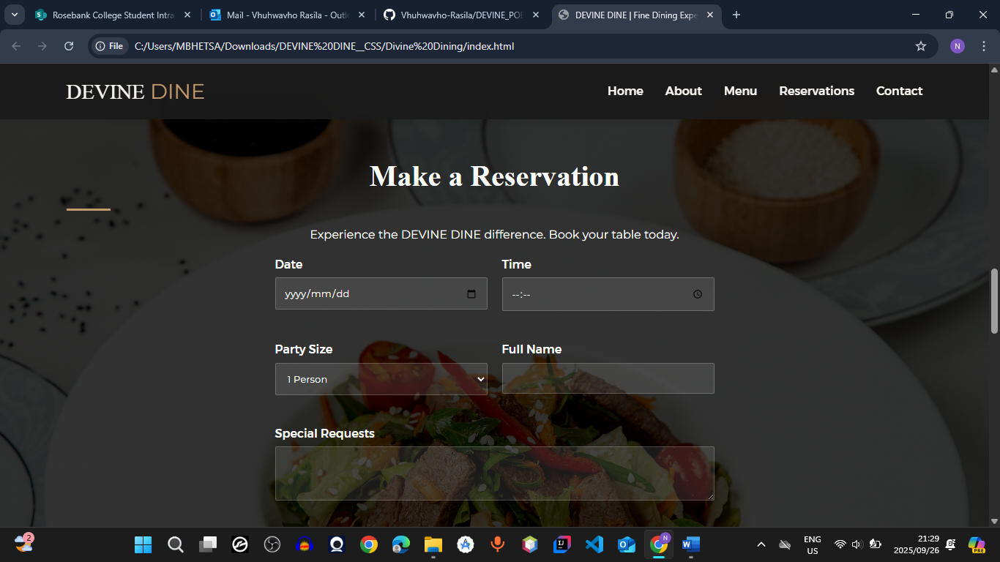 Rosebank College Student Intra
Mail - Vhuhwavho Rasila - Outl
Vhuhwavho-Rasila/DEVINE_POE
DEVINE DINE | Fine Dining Expe
File C:/Users/MBHETSA/Downloads/DEVINE%20DINE__CSS/Divine%20Dining/index.html
N
DEVINE DINE
Home About Menu Reservations Contact
Make a Reservation
Experience the DEVINE DINE difference. Book your table today.
Date Time
yyyy/mm/dd --:--
Party Size Full Name
1 Person
Special Requests
2
N
ENG
US
21:29
2025/09/26
PRE